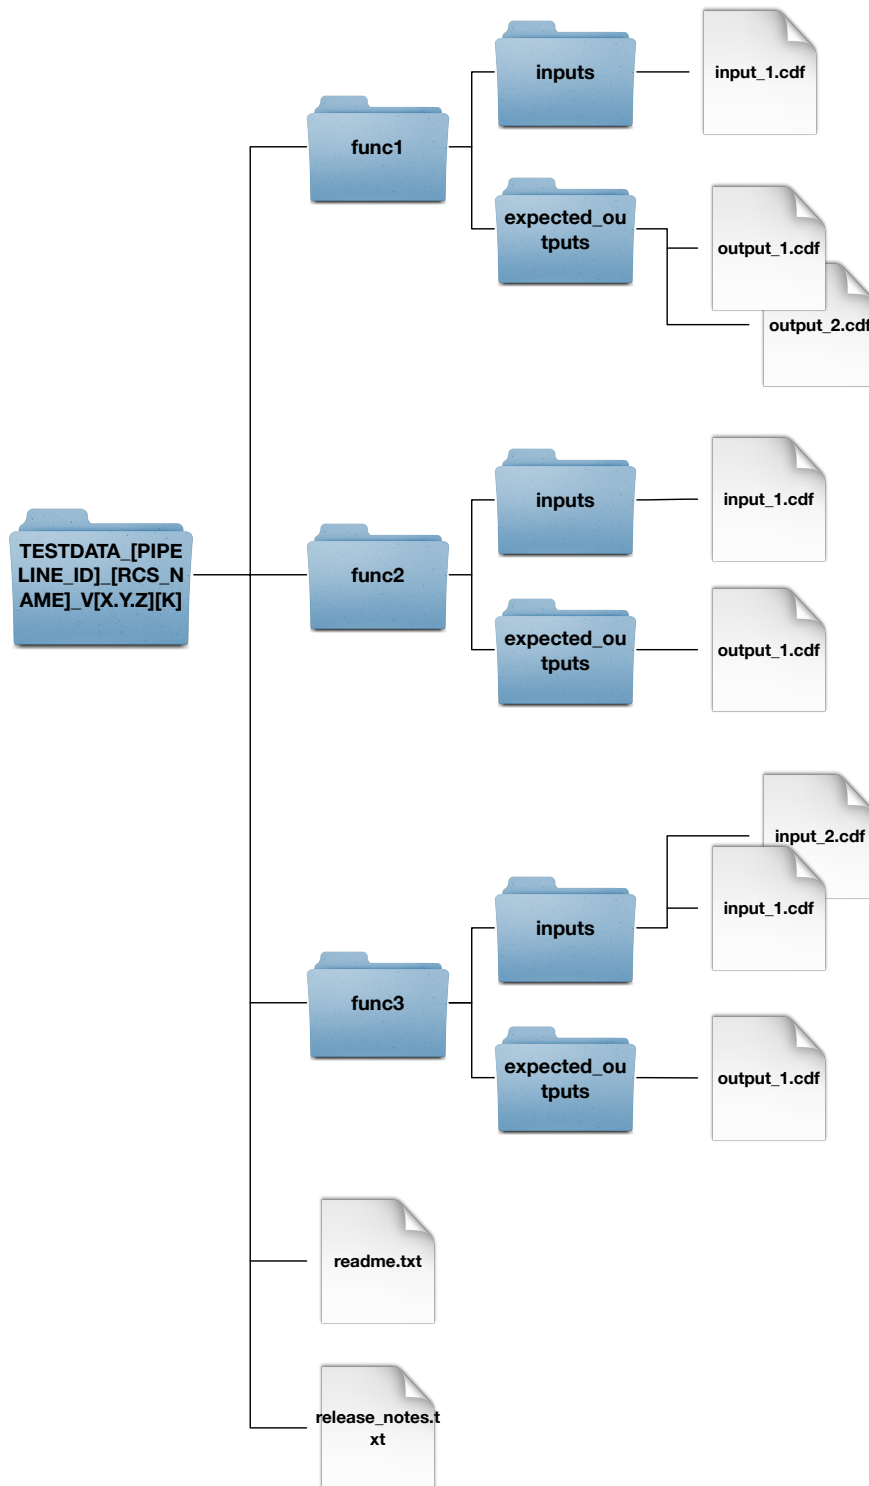 inputs
input_1.cdf
func1
expected_ou
tputs
output_1.cdf
output_2.cdf
inputs
input_1.cdf
TESTDATA_[PIPE
LINE_ID]_[RCS_N
AME]_V[X.Y.Z][K]
func2
expected_ou
tputs
output_1.cdf
input_2.cdf
inputs
input_1.cdf
func3
expected_ou
tputs
output_1.cdf
readme.txt
release_notes.t
xt